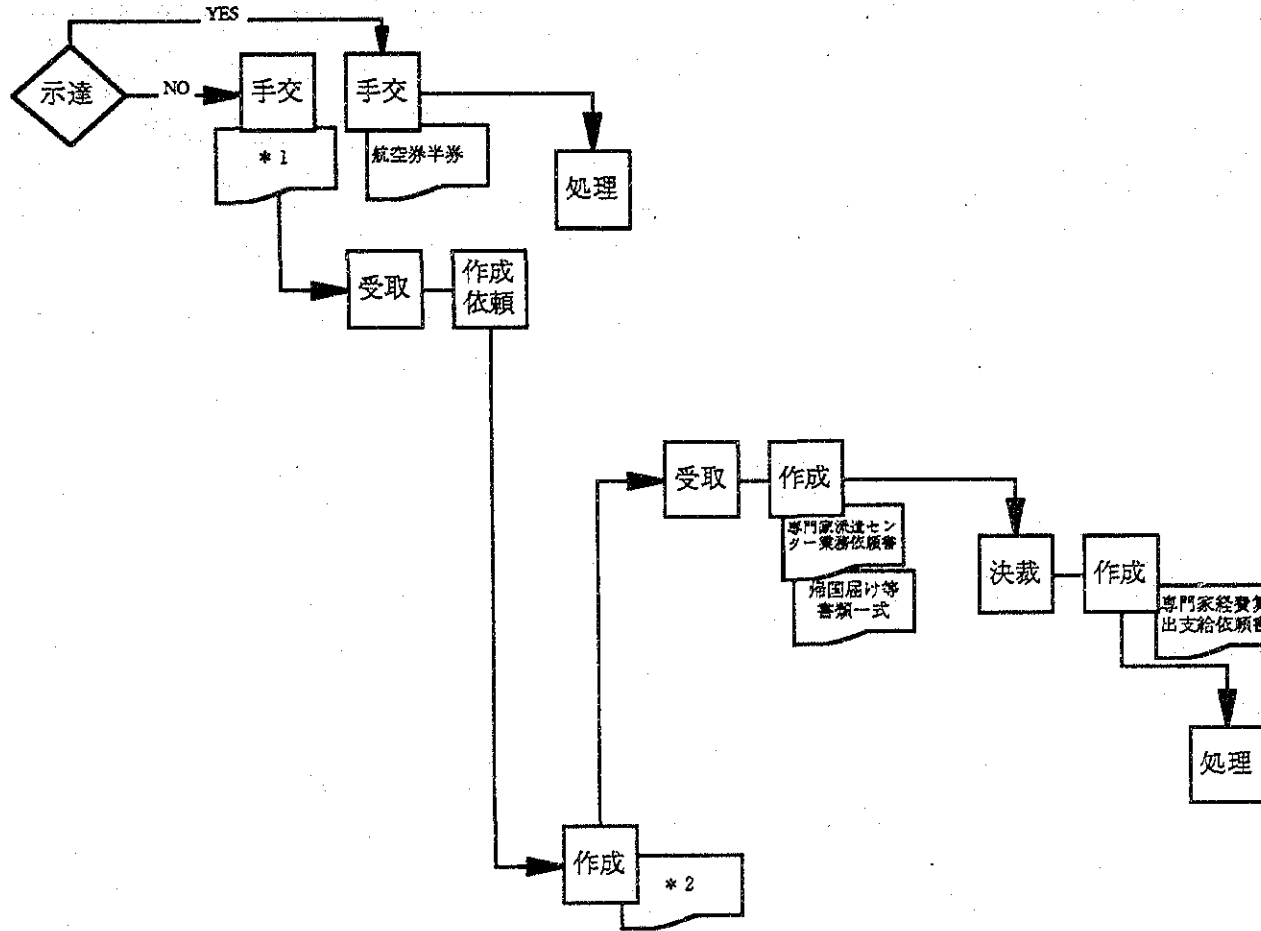 YES
示達
NO
手交
手交
*1
航空券半券
処理
受取
作成
依頼
受取
作成
専門家派遣セン
ター業務依頼書
帰国届け等
書類一式
決裁
作成
専門家経費算
出支給依頼書
処理
作成
*2